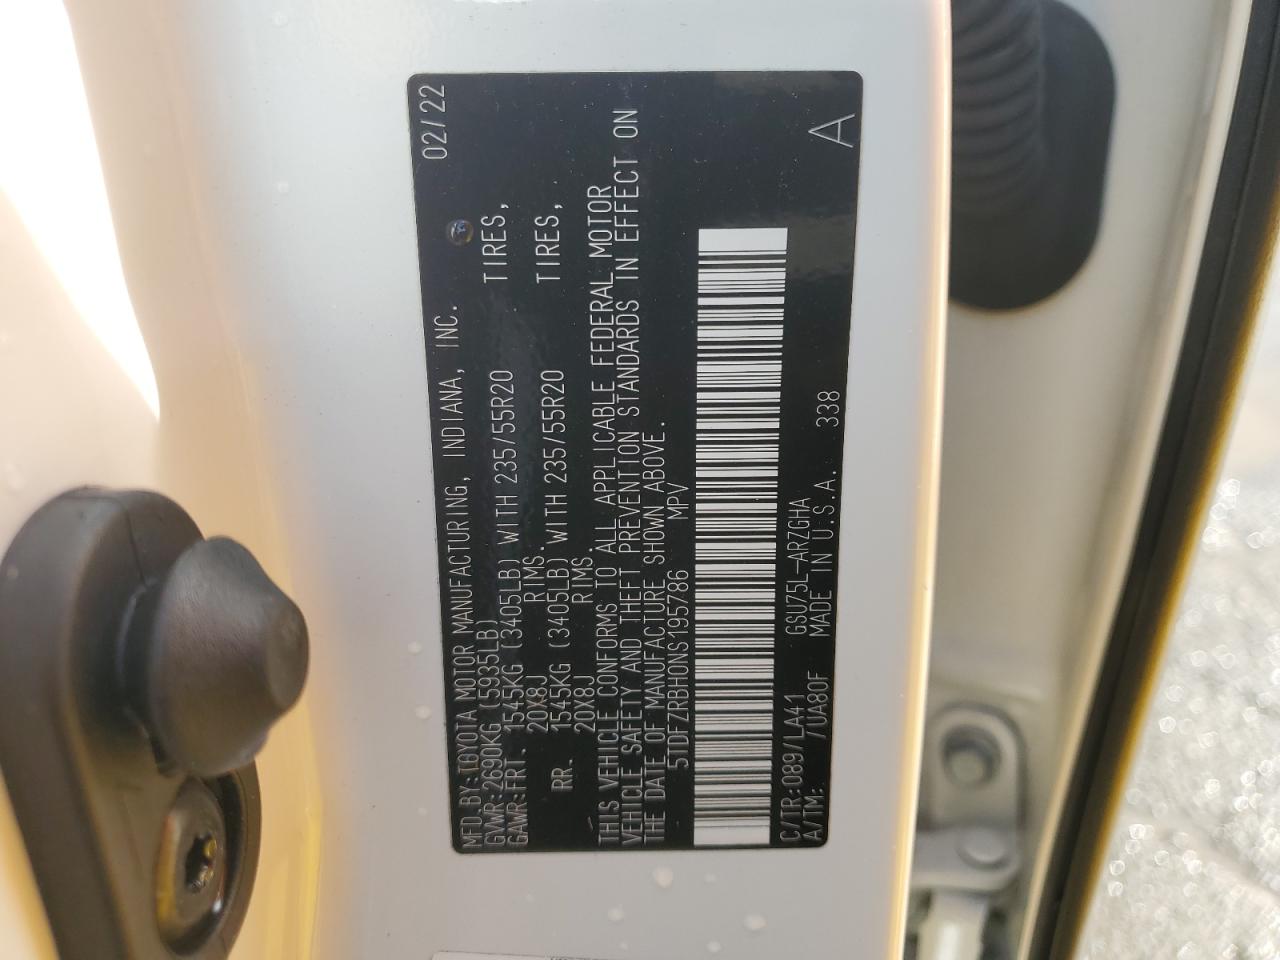 MFD.BY:TOYOTA MOTOR MANUFACTURING, INDIANA, INC. 02/22
GVWR:2690KG (5935LB)
GAWR:FRT. 1545KG (3405LB) WITH 235/55R20 TIRES,
20X8J RIMS.
RR. 1545KG (3405LB) WITH 235/55R20 TIRES,
20X8J RIMS.
THIS VEHICLE CONFORMS TO ALL APPLICABLE FEDERAL MOTOR
VEHICLE SAFETY AND THEFT PREVENTION STANDARDS IN EFFECT ON
THE DATE OF MANUFACTURE SHOWN ABOVE.
5TDFZRBH0NS195786 MPV
C/TR:089/LA41 GSU75L-ARZGHA
A/TM: /UA80F MADE IN U.S.A. 338 A